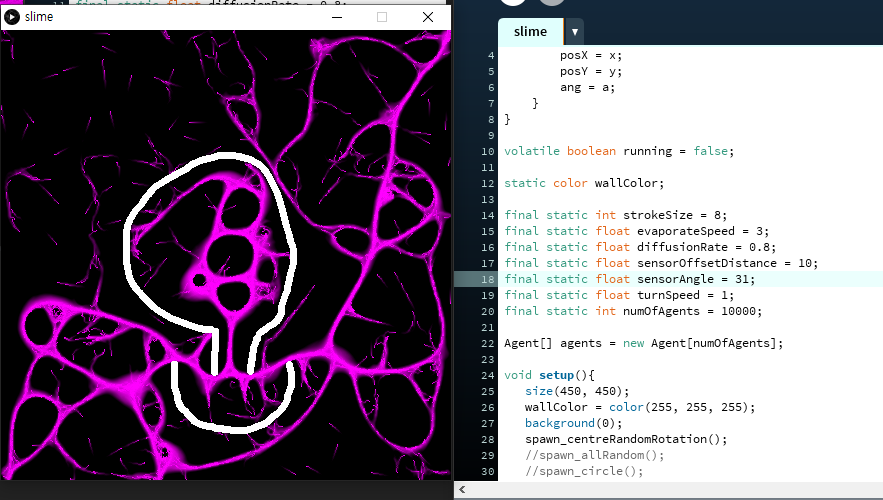 11 final static float diffusionRate = 0.8;
slime
slime
4 posX = x;
5 posY = y;
6 ang = a;
7 }
8 }
9
10 volatile boolean running = false;
11
12 static color wallColor;
13
14 final static int strokeSize = 8;
15 final static float evaporateSpeed = 3;
16 final static float diffusionRate = 0.8;
17 final static float sensorOffsetDistance = 10;
18 final static float sensorAngle = 31;
19 final static float turnSpeed = 1;
20 final static int numOfAgents = 10000;
21
22 Agent[] agents = new Agent[numOfAgents];
23
24 void setup(){
25 size(450, 450);
26 wallColor = color(255, 255, 255);
27 background(0);
28 spawn_centreRandomRotation();
29 //spawn_allRandom();
30 //spawn_circle();